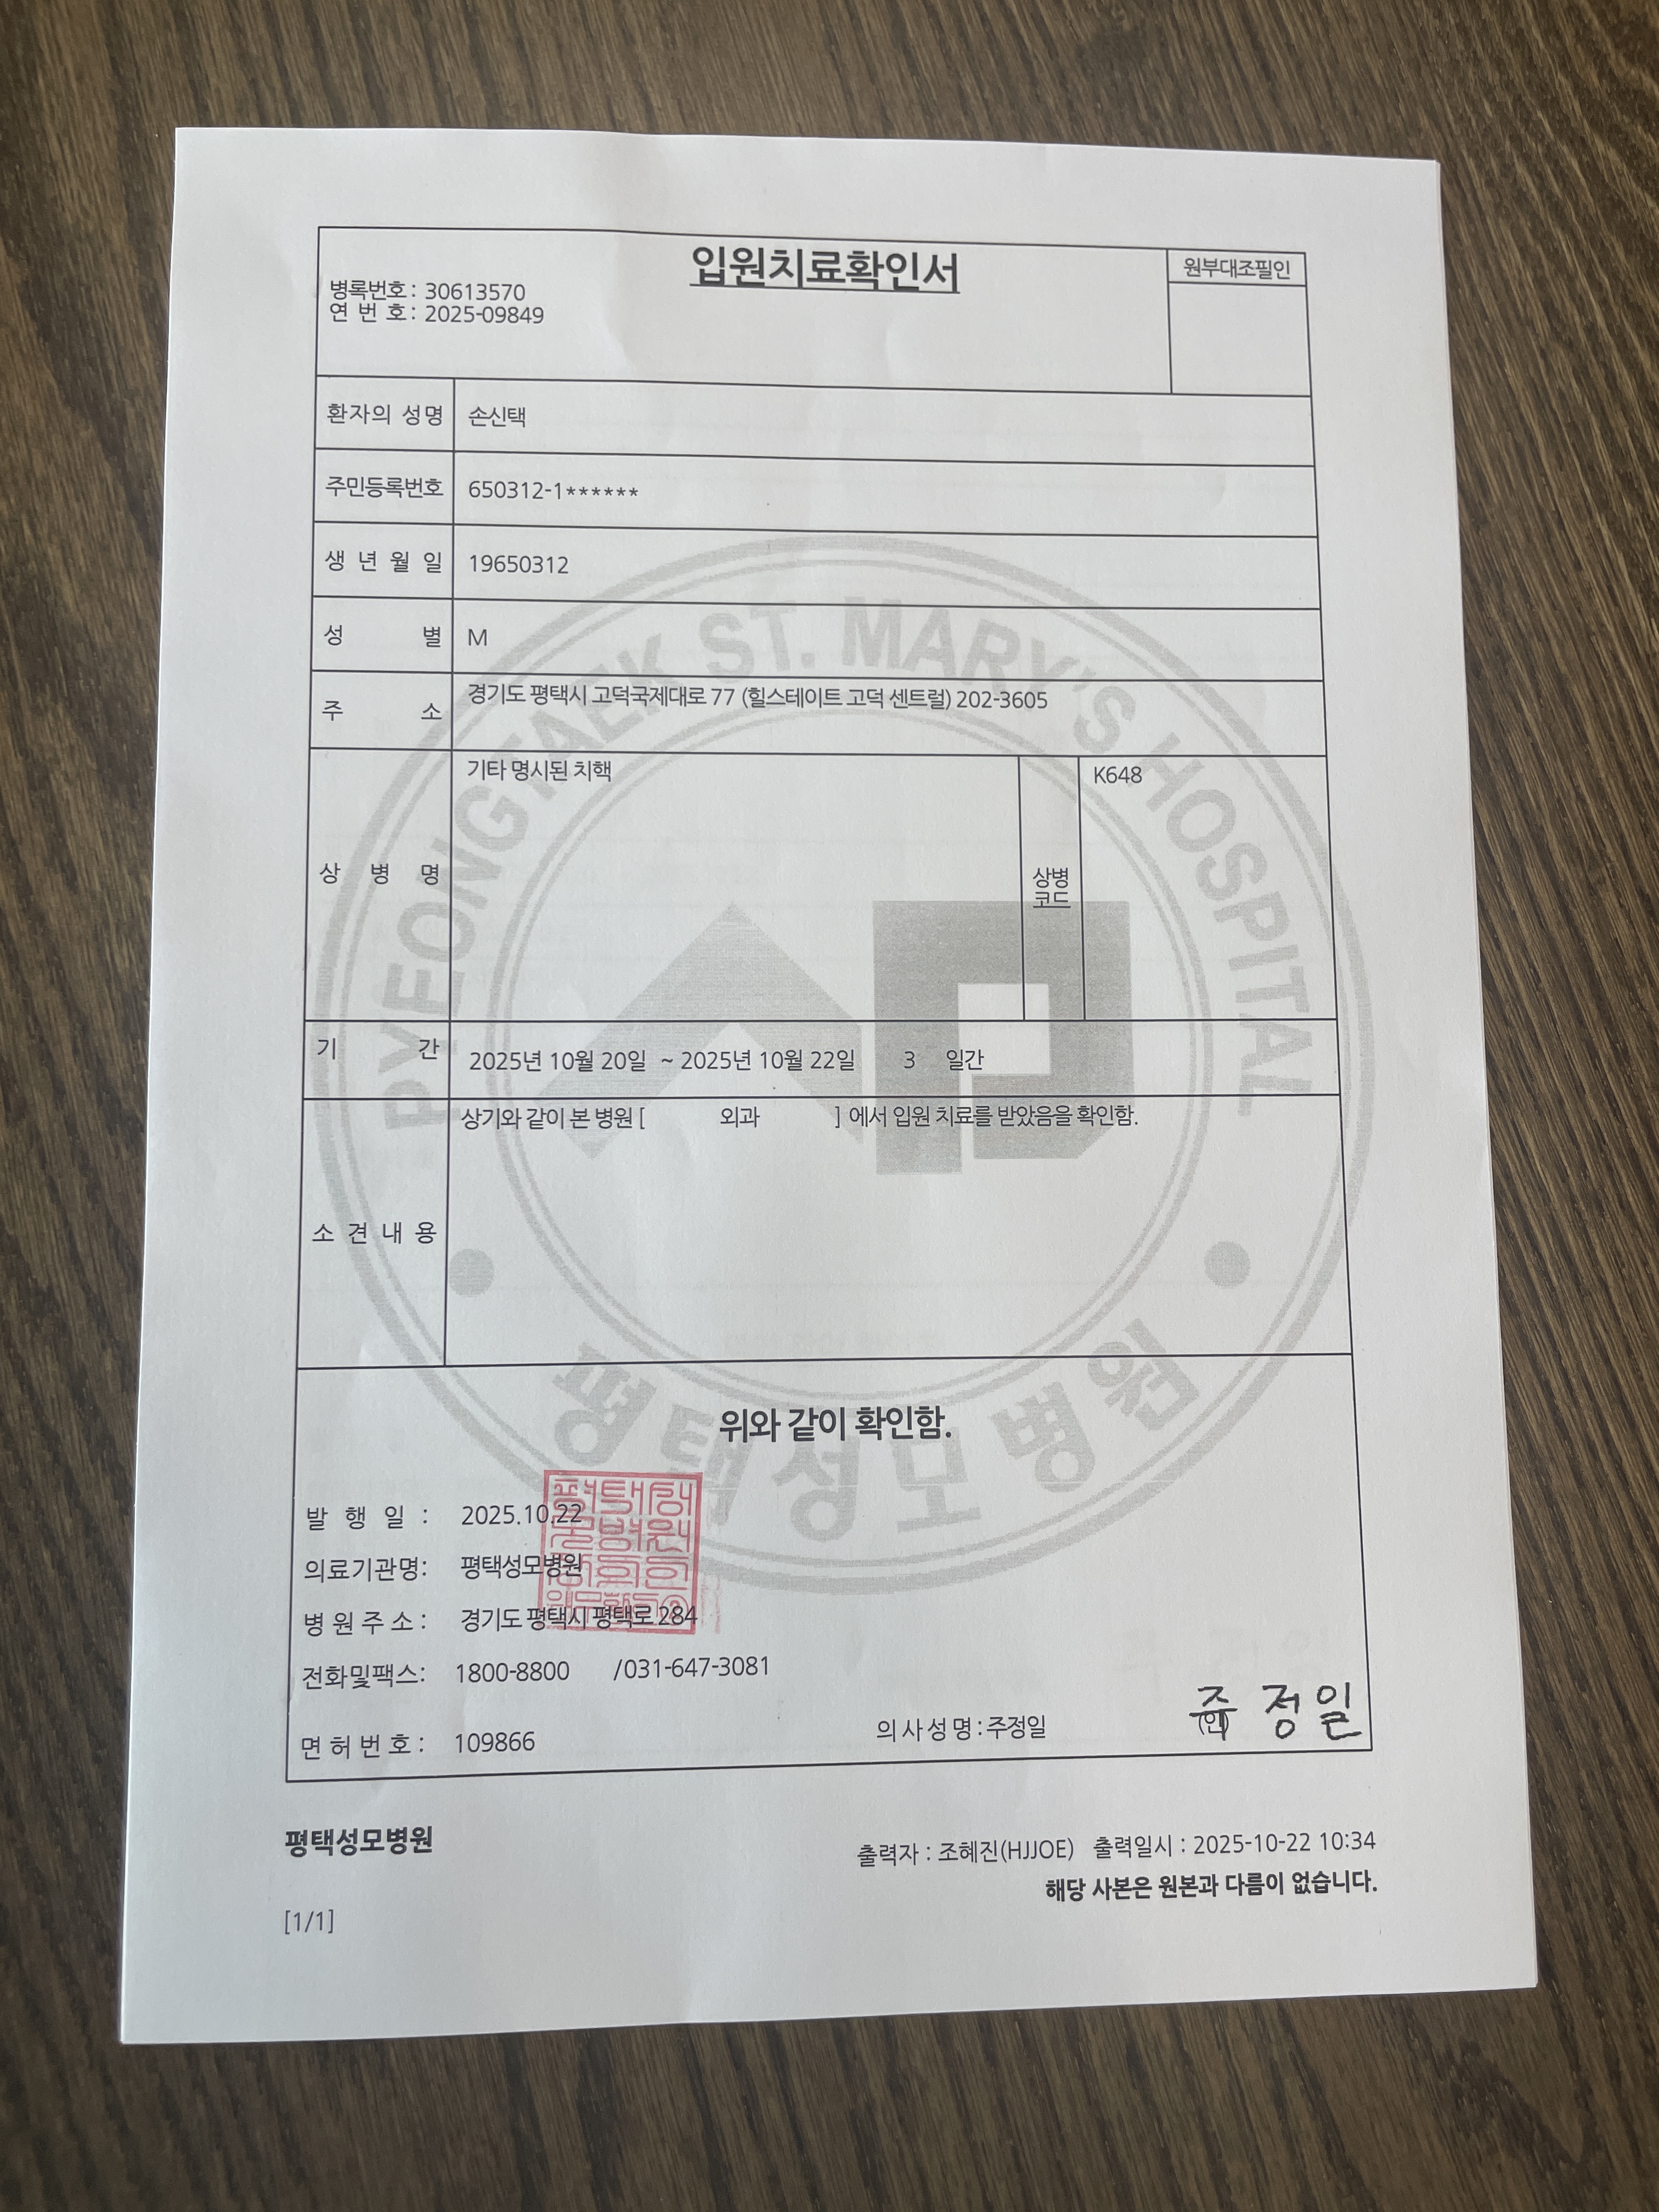 입원치료확인서
원부대조필인
병록번호 : 30613570
연 번 호 : 2025-09849
환자의 성명 손신택
주민등록번호 650312-1******
생 년 월 일 19650312
성 별 M
주 소 경기도 평택시 고덕국제대로 77 (힐스테이트 고덕 센트럴) 202-3605
상 병 명 기타 명시된 치핵 상병코드 K648
기 간 2025년 10월 20일 ~ 2025년 10월 22일 3 일간
소 견 내 용 상기와 같이 본 병원 [ 외과 ] 에서 입원 치료를 받았음을 확인함.
위와 같이 확인함.
발 행 일 : 2025.10.22
의료기관명: 평택성모병원
병 원 주 소 : 경기도 평택시 평택로 284
전화및팩스: 1800-8800 /031-647-3081
면 허 번 호 : 109866 의 사 성 명 : 주정일 (인) 주 정 일
평택성모병원
출력자 : 조혜진(HJJOE) 출력일시 : 2025-10-22 10:34
해당 사본은 원본과 다름이 없습니다.
[1/1]
PYEONGTAEK ST. MARY'S HOSPITAL
평택성모병원